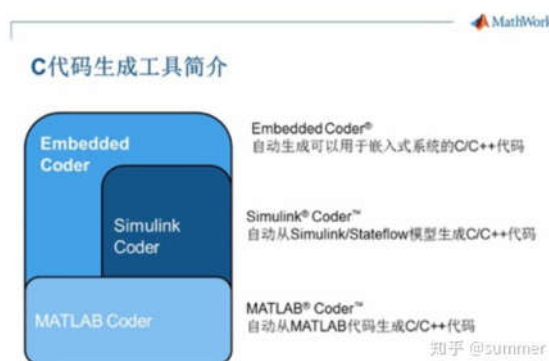 MathWork
C代码生成工具简介
Embedded
Coder
Simulink
Coder
MATLAB Coder
Embedded Coder®
自动生成可以用于嵌入式系统的C/C++代码
Simulink® Coder™
自动从Simulink/Stateflow模型生成C/C++代码
MATLAB® Coder™
自动从MATLAB代码生成C/C++代码
知乎 @summer